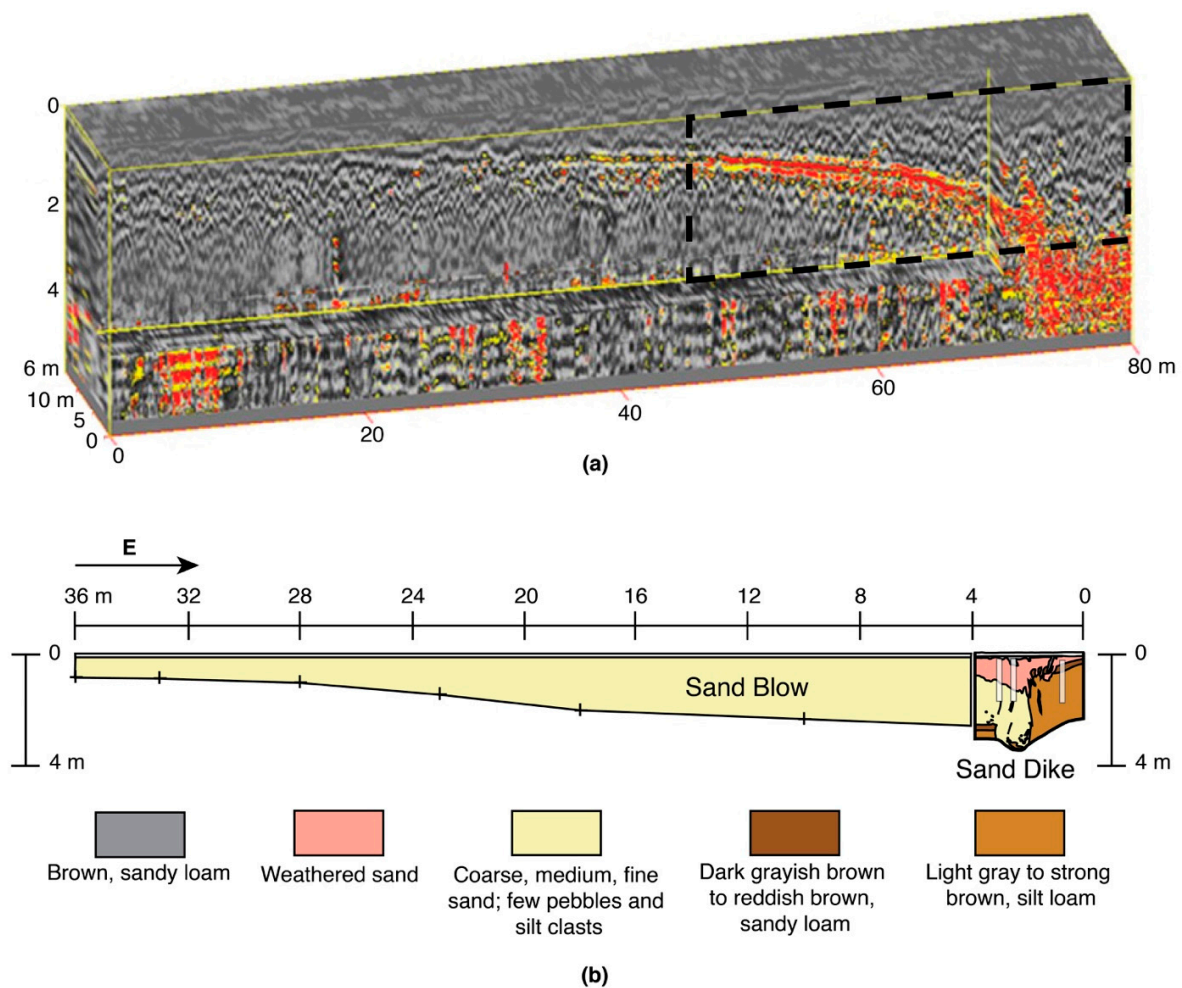 0
2
4
6 m
10 m
5
0
0
20
40
60
80 m
(a)
E
36 m 32 28 24 20 16 12 8 4 0
0 0
Sand Blow
4 m 4 m
Sand Dike
Brown, sandy loam
Weathered sand
Coarse, medium, fine
sand; few pebbles and
silt clasts
Dark grayish brown
to reddish brown,
sandy loam
Light gray to strong
brown, silt loam
(b)